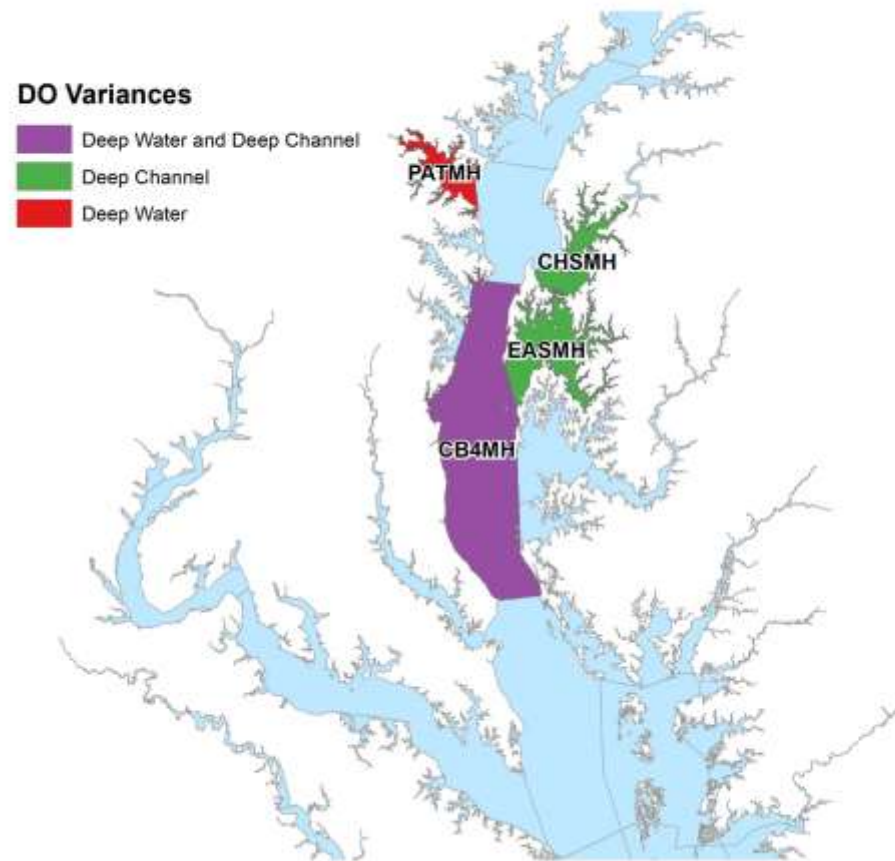 DO Variances
Deep Water and Deep Channel
Deep Channel
Deep Water
PATMH
CHSMH
EASMH
CB4MH